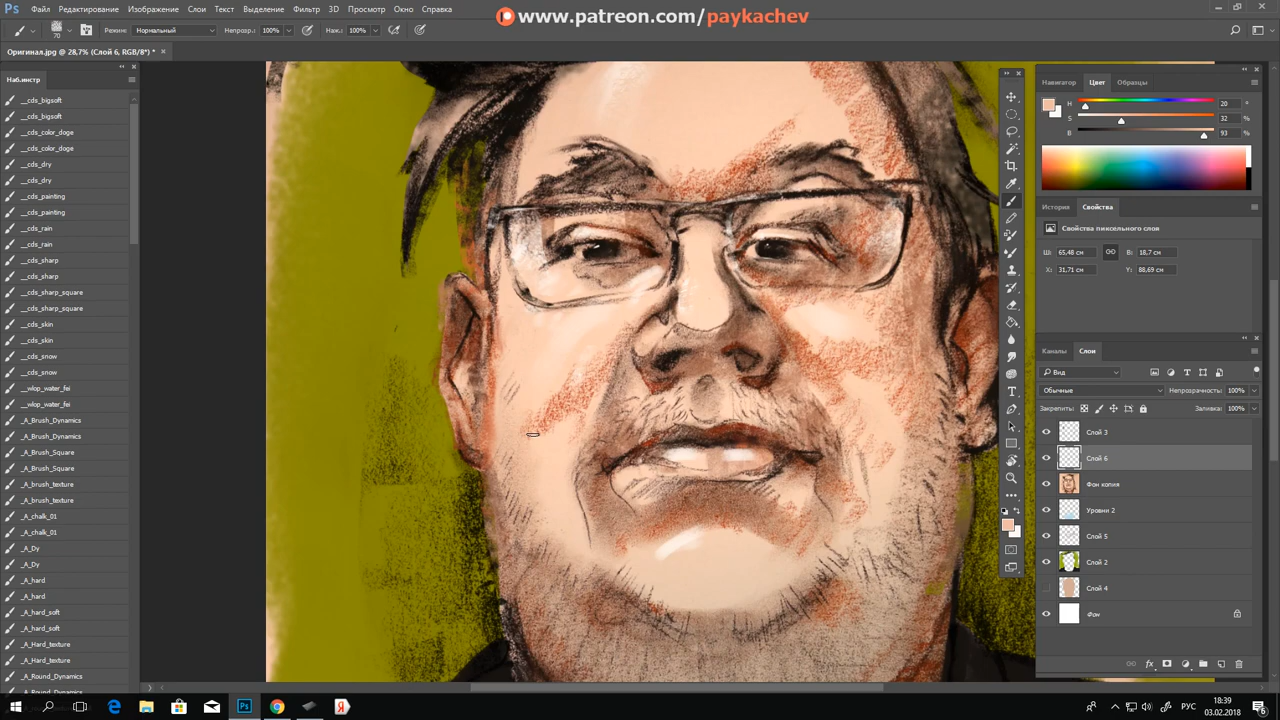 Файл Редактирование Изображение Слои Текст Выделение Фильтр 3D Просмотр Окно Справка
www.patreon.com/paykachev
70 Режим: Нормальный Непрозр.: 100% Наж.: 100%
Оригинал.jpg @ 28,7% (Слой 6, RGB/8*) *
Наб.инстр
__cds_bigsoft
__cds_bigsoft
__cds_color_doge
__cds_color_doge
__cds_dry
__cds_dry
__cds_painting
__cds_painting
__cds_rain
__cds_rain
__cds_sharp
__cds_sharp
__cds_sharp_square
__cds_sharp_square
__cds_skin
__cds_skin
__cds_snow
__cds_snow
__wlop_water_fei
__wlop_water_fei
_A_Brush_Dynamics
_A_Brush_Dynamics
_A_Brush_Square
_A_Brush_Square
_A_brush_texture
_A_brush_texture
_A_chalk_01
_A_chalk_01
_A_Dy
_A_Dy
_A_hard
_A_hard
_A_hard_soft
_A_hard_soft
_A_Hard_texture
_A_Hard_texture
_A_Round_Dynamics
_A_Round_Dynamics
Навигатор Цвет Образцы
H 20 °
S 32 %
B 93 %
История Свойства
Свойства пиксельного слоя
Ш: 65,48 см В: 18,7 см
X: 31,71 см Y: 88,69 см
Каналы Слои
Вид
Обычные Непрозрачность: 100%
Закрепить: Заливка: 100%
Слой 3
Слой 6
Фон копия
Уровни 2
Слой 5
Слой 2
Слой 4
Фон
РУС 18:39
03.02.2018